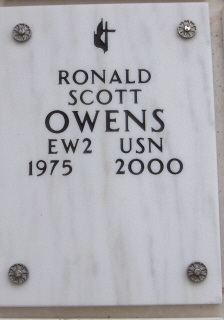 RONALD
SCOTT
OWENS
EW2 USN
1975 2000